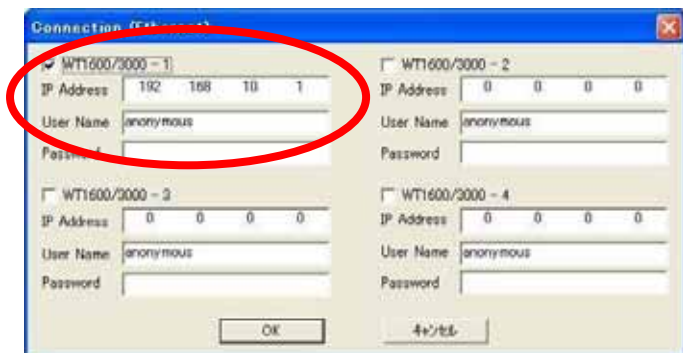 Connection (Ethernet)
WT1600/3000 - 1
IP Address 192 168 10 1
User Name anonymous
Password
WT1600/3000 - 2
IP Address 0 0 0 0
User Name anonymous
Password
WT1600/3000 - 3
IP Address 0 0 0 0
User Name anonymous
Password
WT1600/3000 - 4
IP Address 0 0 0 0
User Name anonymous
Password
OK
キャンセル